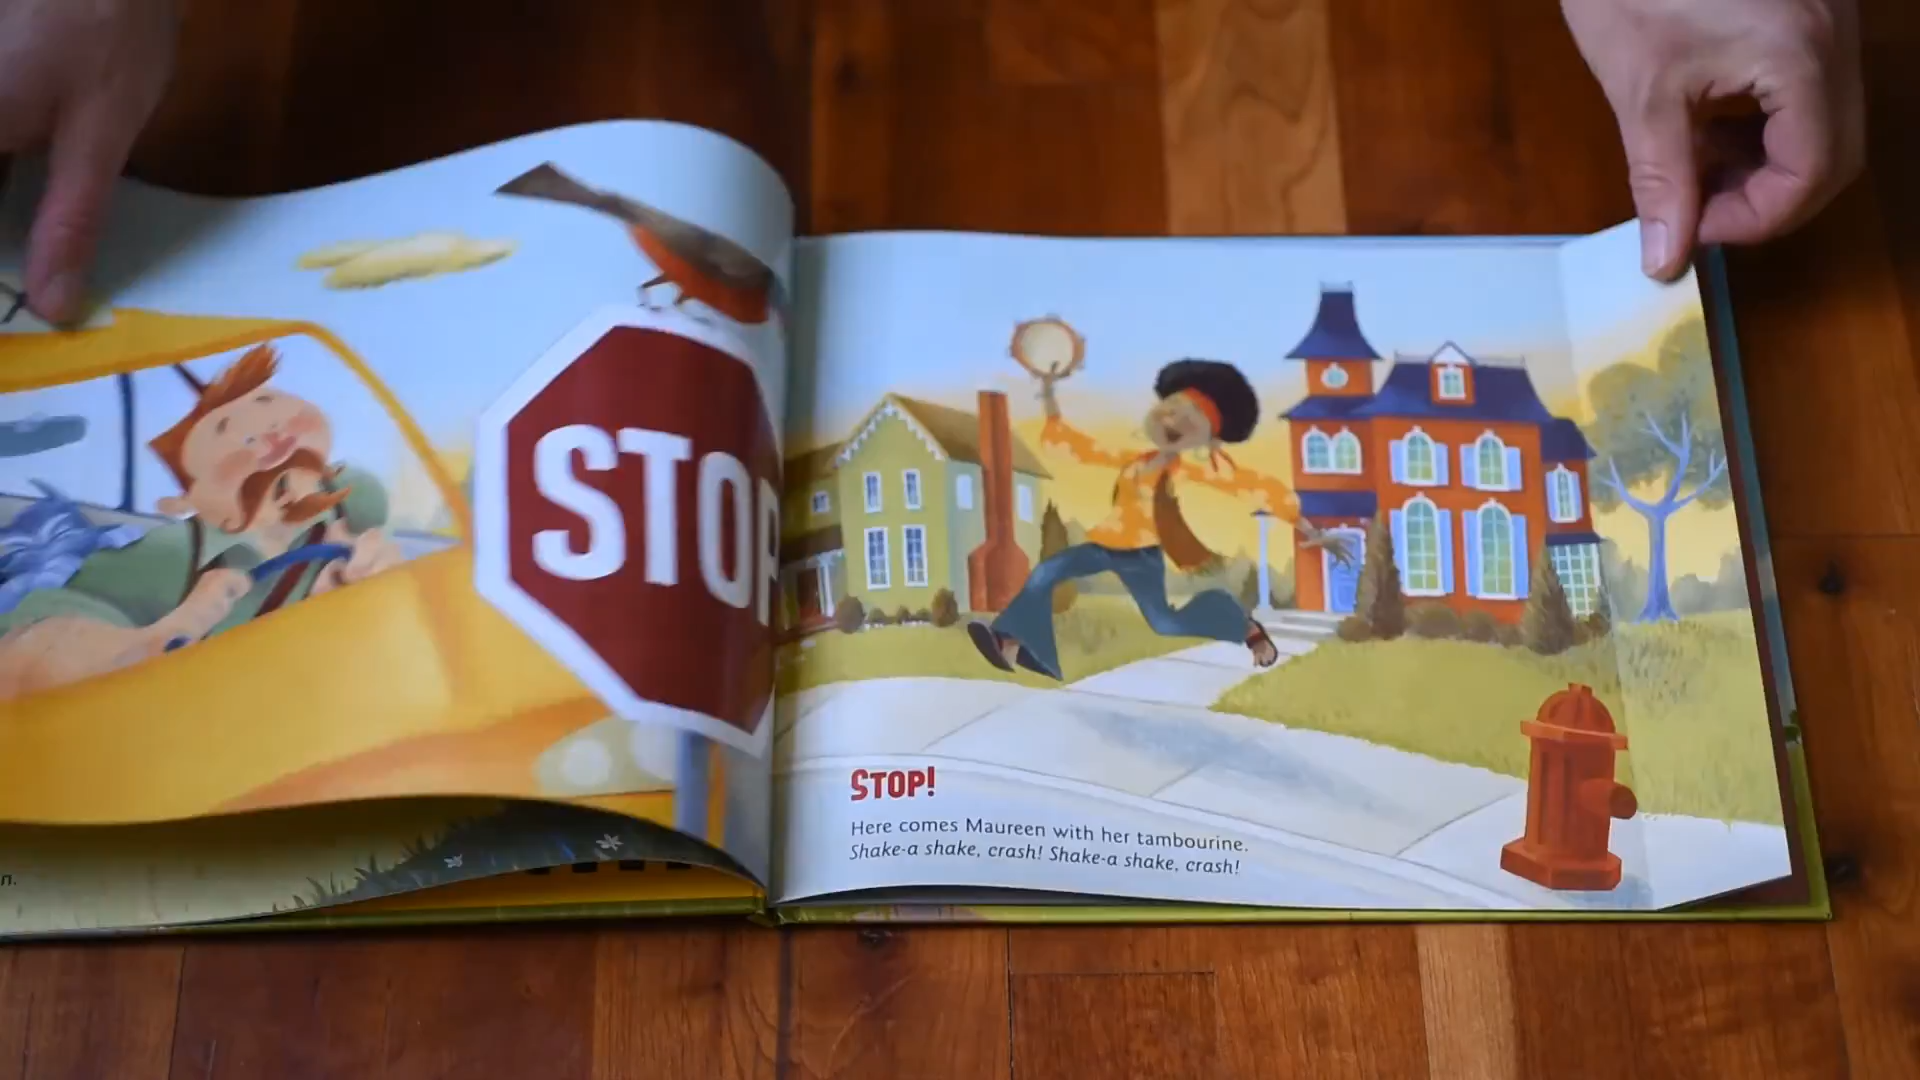 STOP
n.
STOP!
Here comes Maureen with her tambourine.
Shake-a shake, crash! Shake-a shake, crash!